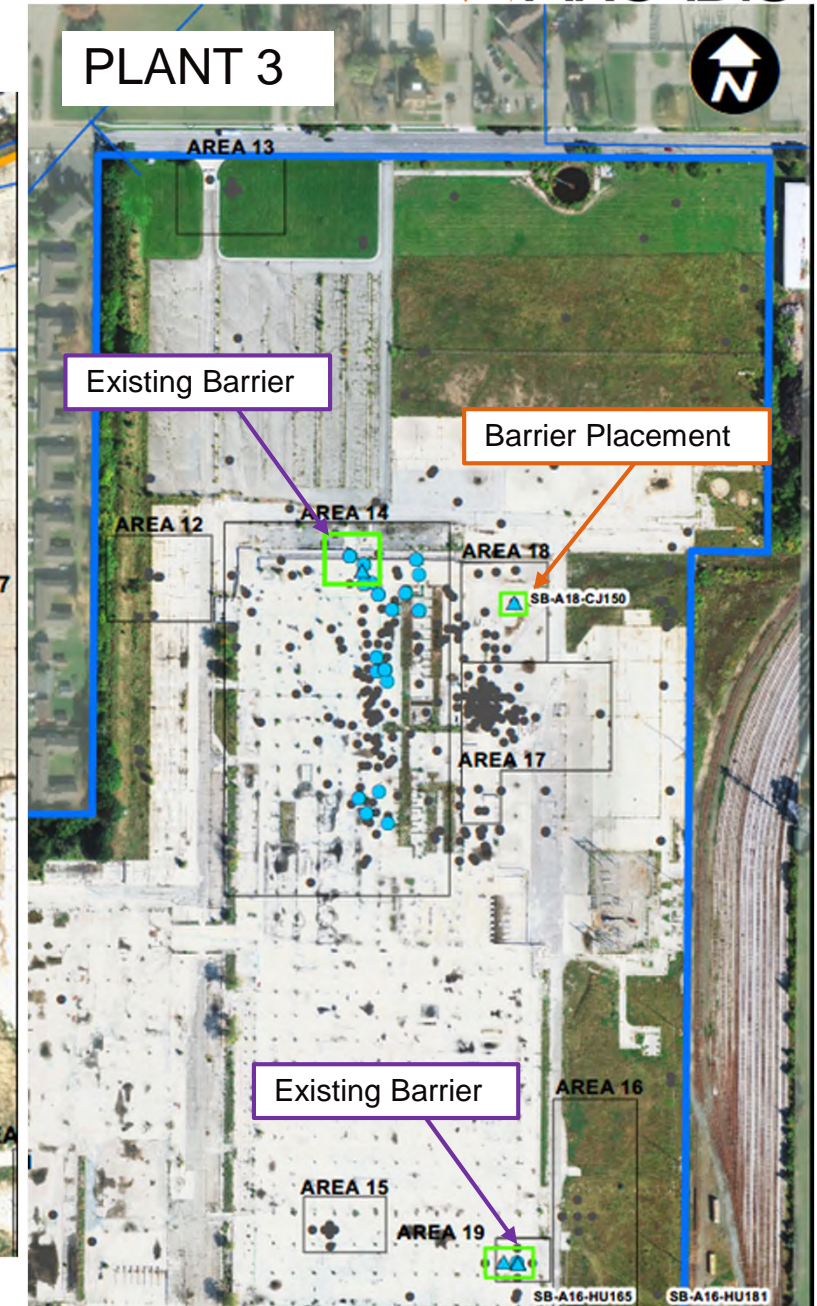 PLANT 3
N
AREA 13
Existing Barrier
Barrier Placement
AREA 12
AREA 14
AREA 18
SB-A18-CJ150
7
AREA 17
Existing Barrier
AREA 16
AREA 15
AREA 19
SB-A16-HU165
SB-A16-HU181